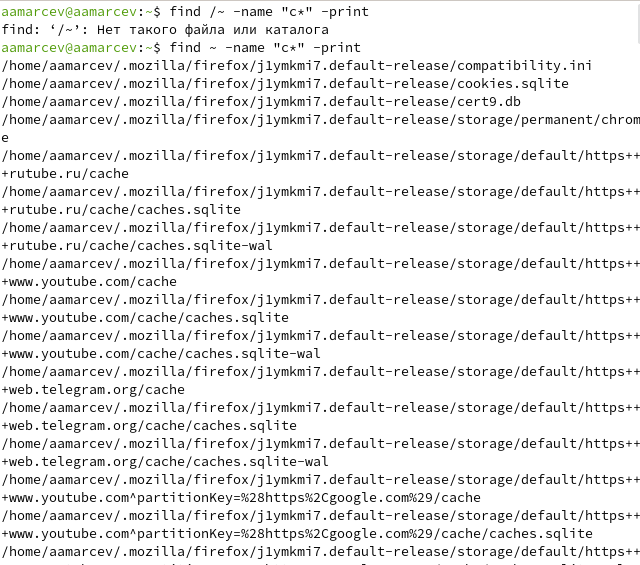 aamarcev@aamarcev:~$ find /~ -name "c*" -print
find: ‘/~’: Нет такого файла или каталога
aamarcev@aamarcev:~$ find ~ -name "c*" -print
/home/aamarcev/.mozilla/firefox/j1ymkmi7.default-release/compatibility.ini
/home/aamarcev/.mozilla/firefox/j1ymkmi7.default-release/cookies.sqlite
/home/aamarcev/.mozilla/firefox/j1ymkmi7.default-release/cert9.db
/home/aamarcev/.mozilla/firefox/j1ymkmi7.default-release/storage/permanent/chrom
e
/home/aamarcev/.mozilla/firefox/j1ymkmi7.default-release/storage/default/https++
+rutube.ru/cache
/home/aamarcev/.mozilla/firefox/j1ymkmi7.default-release/storage/default/https++
+rutube.ru/cache/caches.sqlite
/home/aamarcev/.mozilla/firefox/j1ymkmi7.default-release/storage/default/https++
+rutube.ru/cache/caches.sqlite-wal
/home/aamarcev/.mozilla/firefox/j1ymkmi7.default-release/storage/default/https++
+www.youtube.com/cache
/home/aamarcev/.mozilla/firefox/j1ymkmi7.default-release/storage/default/https++
+www.youtube.com/cache/caches.sqlite
/home/aamarcev/.mozilla/firefox/j1ymkmi7.default-release/storage/default/https++
+www.youtube.com/cache/caches.sqlite-wal
/home/aamarcev/.mozilla/firefox/j1ymkmi7.default-release/storage/default/https++
+web.telegram.org/cache
/home/aamarcev/.mozilla/firefox/j1ymkmi7.default-release/storage/default/https++
+web.telegram.org/cache/caches.sqlite
/home/aamarcev/.mozilla/firefox/j1ymkmi7.default-release/storage/default/https++
+web.telegram.org/cache/caches.sqlite-wal
/home/aamarcev/.mozilla/firefox/j1ymkmi7.default-release/storage/default/https++
+www.youtube.com^partitionKey=%28https%2Cgoogle.com%29/cache
/home/aamarcev/.mozilla/firefox/j1ymkmi7.default-release/storage/default/https++
+www.youtube.com^partitionKey=%28https%2Cgoogle.com%29/cache/caches.sqlite
/home/aamarcev/.mozilla/firefox/j1ymkmi7.default-release/storage/default/https++